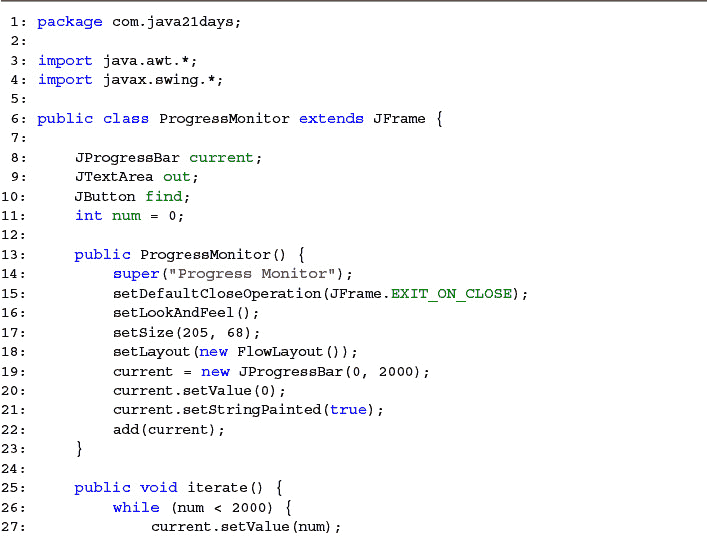 1: package com.java21days;
2:
3: import java.awt.*;
4: import javax.swing.*;
5:
6: public class ProgressMonitor extends JFrame {
7:
8:     JProgressBar current;
9:     JTextArea out;
10:     JButton find;
11:     int num = 0;
12:
13:     public ProgressMonitor() {
14:         super("Progress Monitor");
15:         setDefaultCloseOperation(JFrame.EXIT_ON_CLOSE);
16:         setLookAndFeel();
17:         setSize(205, 68);
18:         setLayout(new FlowLayout());
19:         current = new JProgressBar(0, 2000);
20:         current.setValue(0);
21:         current.setStringPainted(true);
22:         add(current);
23:     }
24:
25:     public void iterate() {
26:         while (num < 2000) {
27:             current.setValue(num);